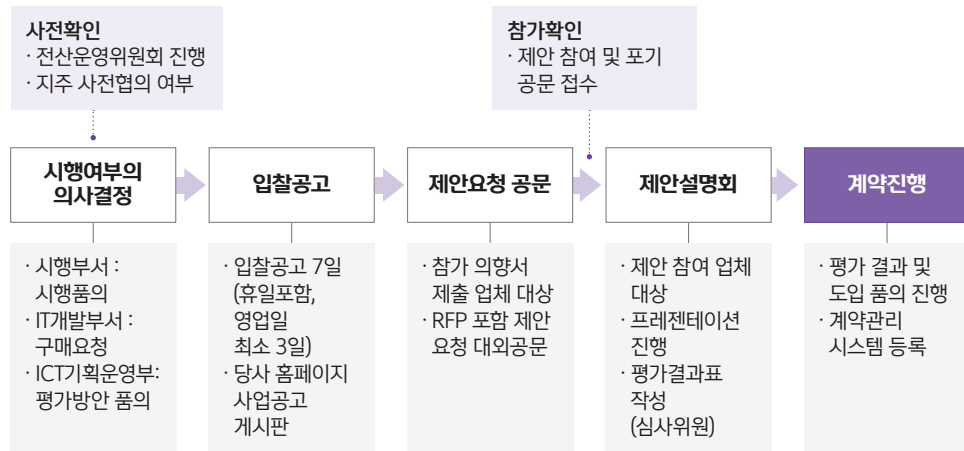 사전확인
· 전산운영위원회 진행
· 지주 사전협의 여부
참가확인
· 제안 참여 및 포기
공문 접수
시행여부의
의사결정
입찰공고
제안요청 공문
제안설명회
계약진행
· 시행부서 :
시행품의
· IT개발부서 :
구매요청
· ICT기획운영부:
평가방안 품의
· 입찰공고 7일
(휴일포함,
영업일
최소 3일)
· 당사 홈페이지
사업공고
게시판
· 참가 의향서
제출 업체 대상
· RFP 포함 제안
요청 대외공문
· 제안 참여 업체
대상
· 프레젠테이션
진행
· 평가결과표
작성
(심사위원)
· 평가 결과 및
도입 품의 진행
· 계약관리
시스템 등록